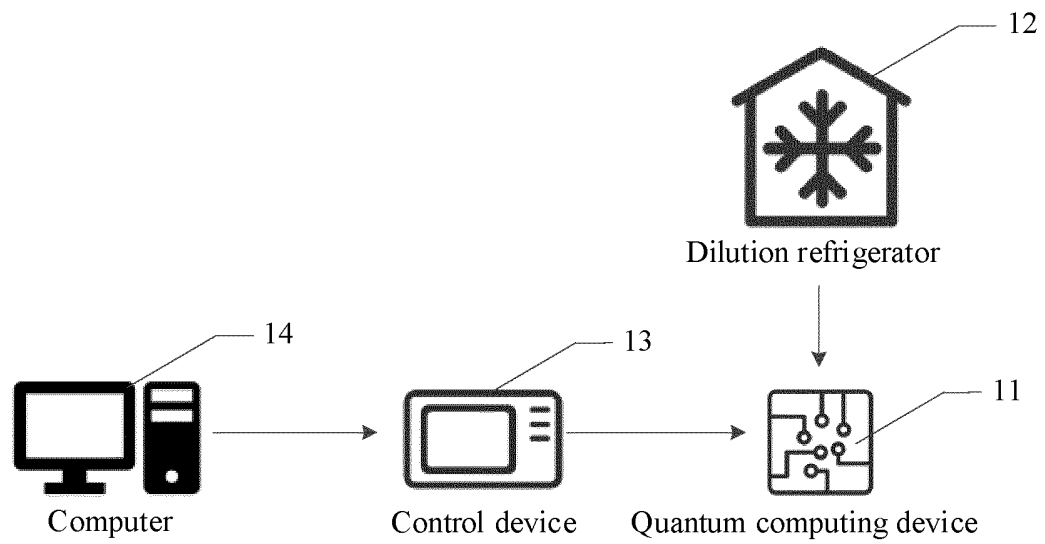 12
Dilution refrigerator
14
13
11
Computer
Control device
Quantum computing device